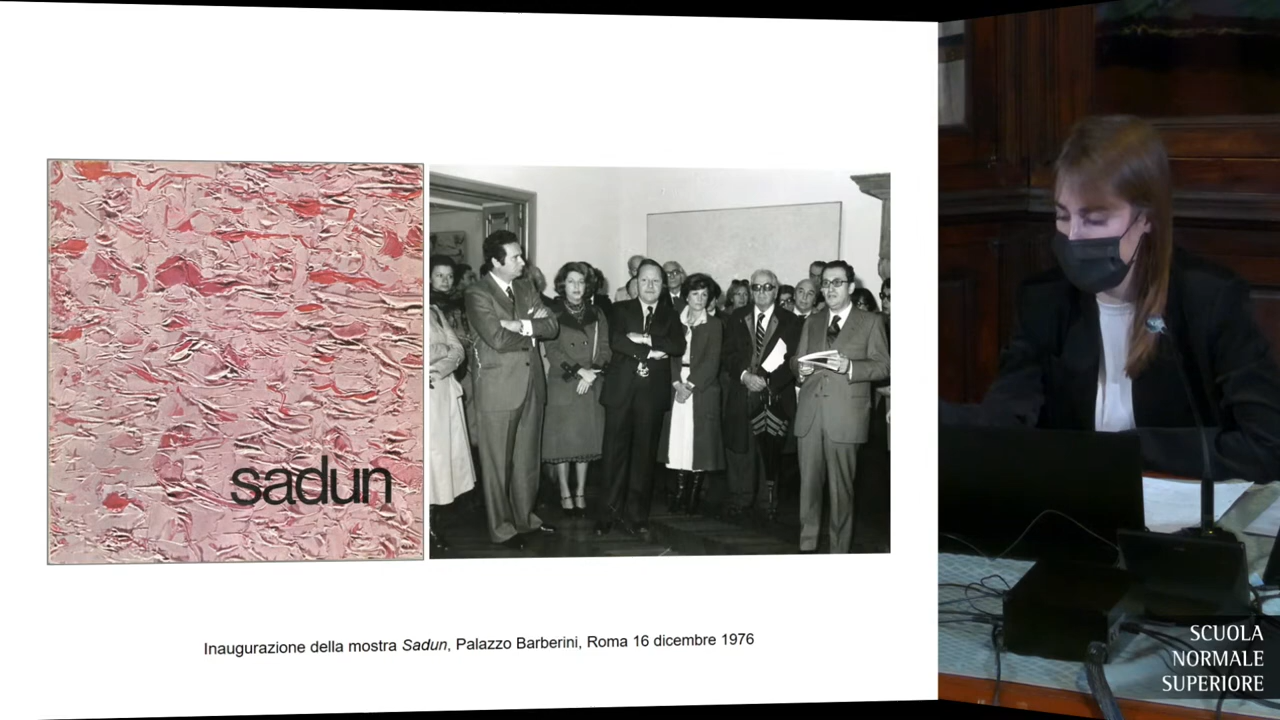 sadun
Inaugurazione della mostra Sadun, Palazzo Barberini, Roma 16 dicembre 1976
SCUOLA
NORMALE
SUPERIORE